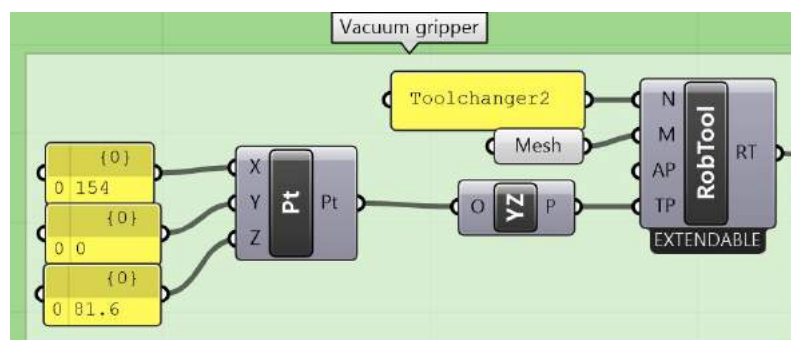 Vacuum gripper
Toolchanger2
Mesh
N
M
AP
TP
RobTool
RT
EXTENDABLE
{0}
0 154
{0}
0 0
{0}
0 81.6
X
Y
Z
Pt
Pt
O
YZ
P